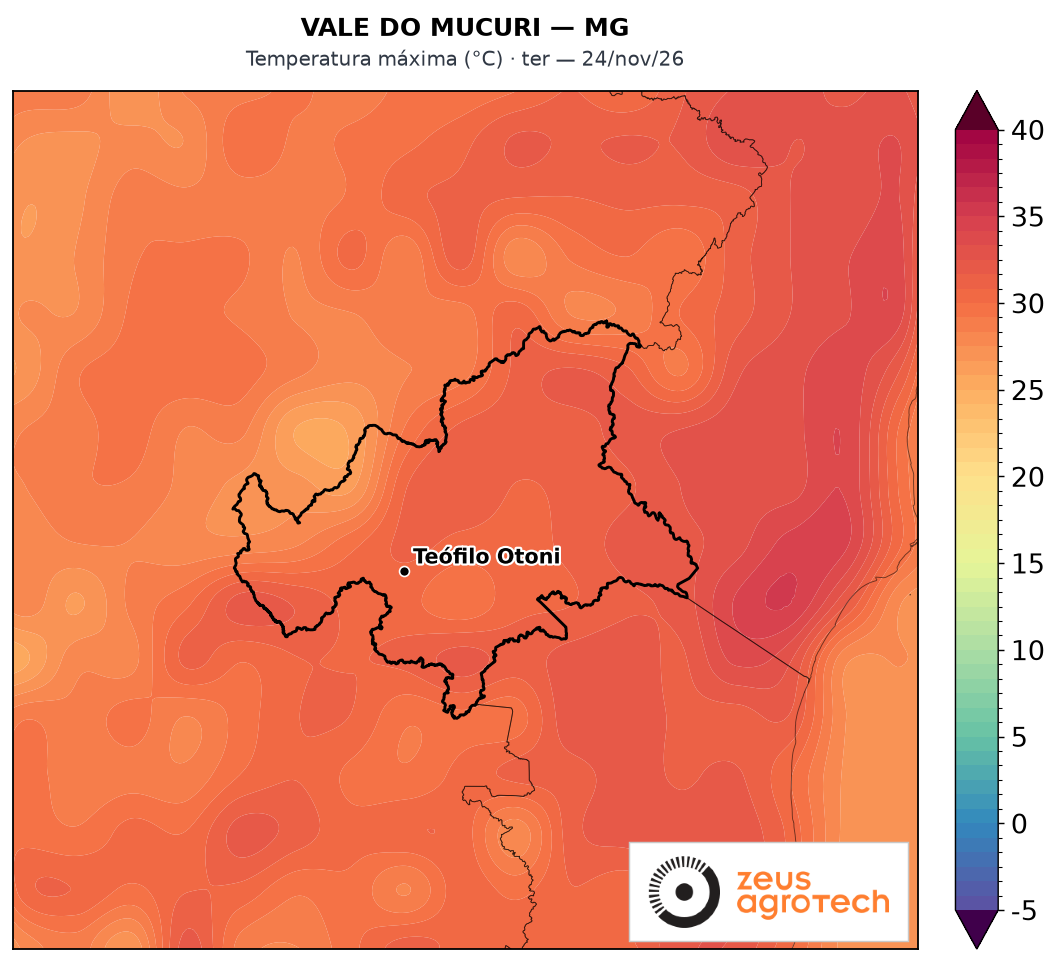 VALE DO MUCURI — MG
Temperatura máxima (°C) · ter — 24/nov/26
40
35
30
25
20
15
10
5
0
-5
Teófilo Otoni
zeus
agrotech